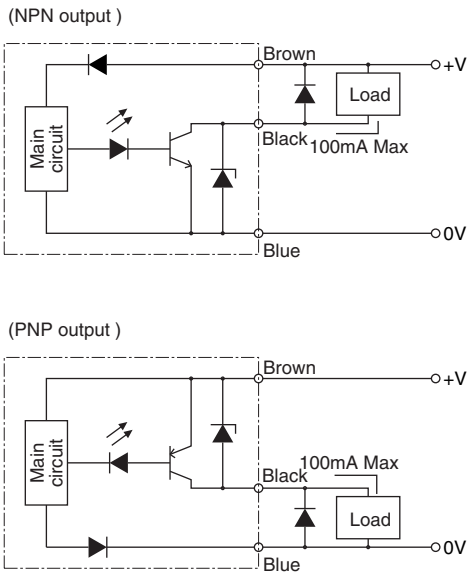 (NPN output )
Brown
+V
Load
Main
circuit
Black
100mA Max
0V
Blue
(PNP output )
Brown
+V
Main
circuit
100mA Max
Black
Load
0V
Blue